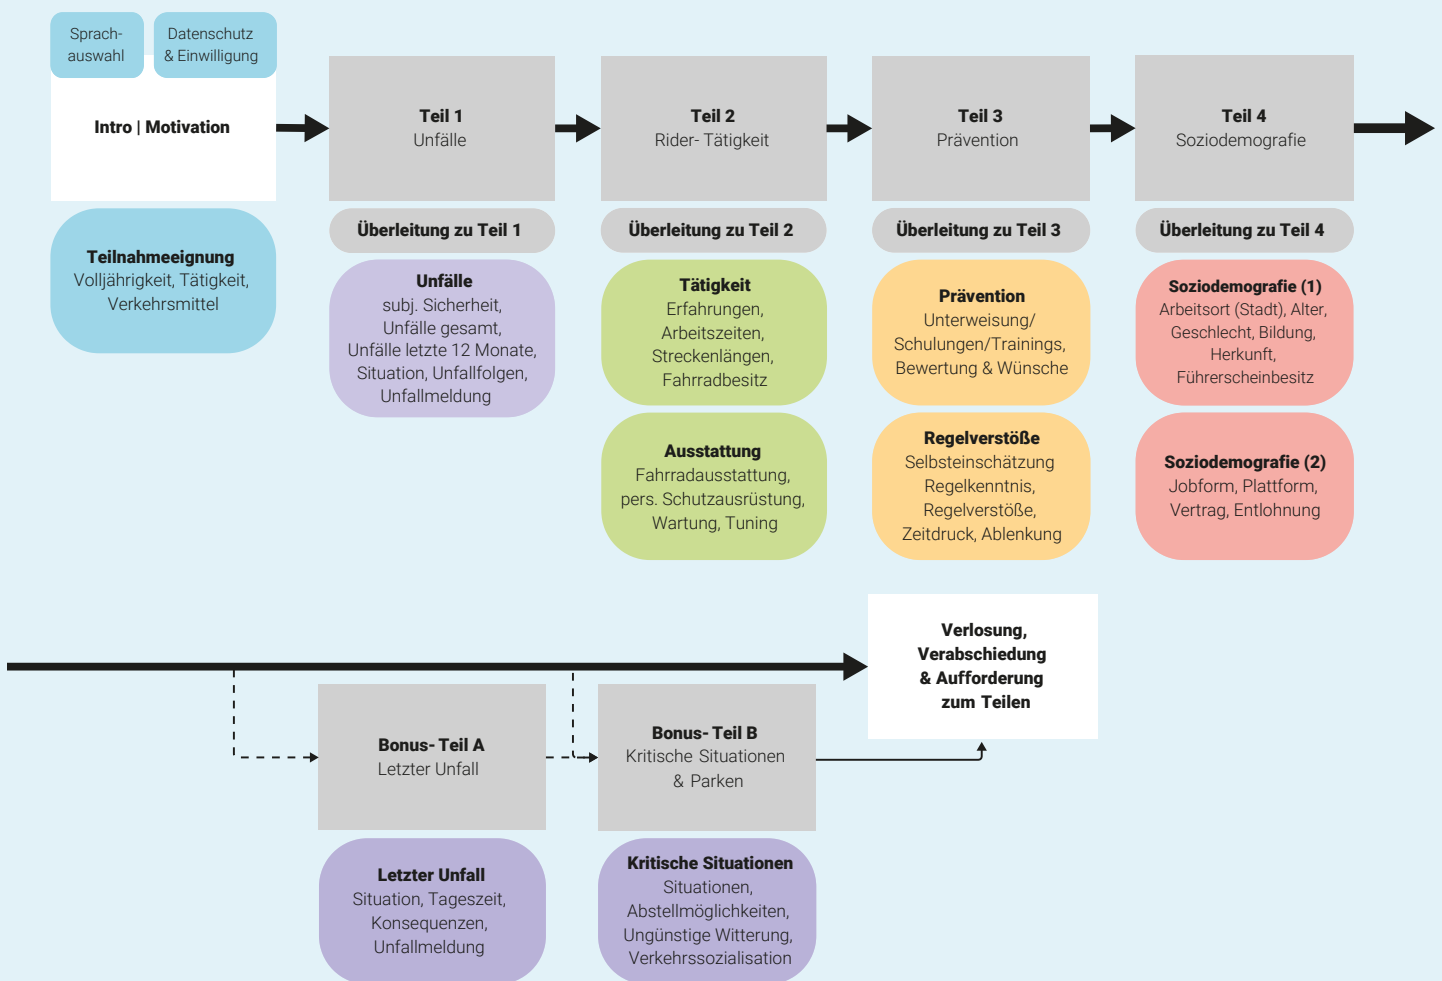 Sprach-
auswahl
Datenschutz
& Einwilligung
Intro | Motivation
Teilnahmeeignung
Volljährigkeit, Tätigkeit,
Verkehrsmittel
Teil 1
Unfälle
Überleitung zu Teil 1
Unfälle
subj. Sicherheit,
Unfälle gesamt,
Unfälle letzte 12 Monate,
Situation, Unfallfolgen,
Unfallmeldung
Teil 2
Rider- Tätigkeit
Überleitung zu Teil 2
Tätigkeit
Erfahrungen,
Arbeitszeiten,
Streckenlängen,
Fahrradbesitz
Ausstattung
Fahrradausstattung,
pers. Schutzausrüstung,
Wartung, Tuning
Teil 3
Prävention
Überleitung zu Teil 3
Prävention
Unterweisung/
Schulungen/Trainings,
Bewertung & Wünsche
Regelverstöße
Selbsteinschätzung
Regelkenntnis,
Regelverstöße,
Zeitdruck, Ablenkung
Teil 4
Soziodemografie
Überleitung zu Teil 4
Soziodemografie (1)
Arbeitsort (Stadt), Alter,
Geschlecht, Bildung,
Herkunft,
Führerscheinbesitz
Soziodemografie (2)
Jobform, Plattform,
Vertrag, Entlohnung
Verlosung,
Verabschiedung
& Aufforderung
zum Teilen
Bonus- Teil A
Letzter Unfall
Letzter Unfall
Situation, Tageszeit,
Konsequenzen,
Unfallmeldung
Bonus- Teil B
Kritische Situationen
& Parken
Kritische Situationen
Situationen,
Abstellmöglichkeiten,
Ungünstige Witterung,
Verkehrssozialisation